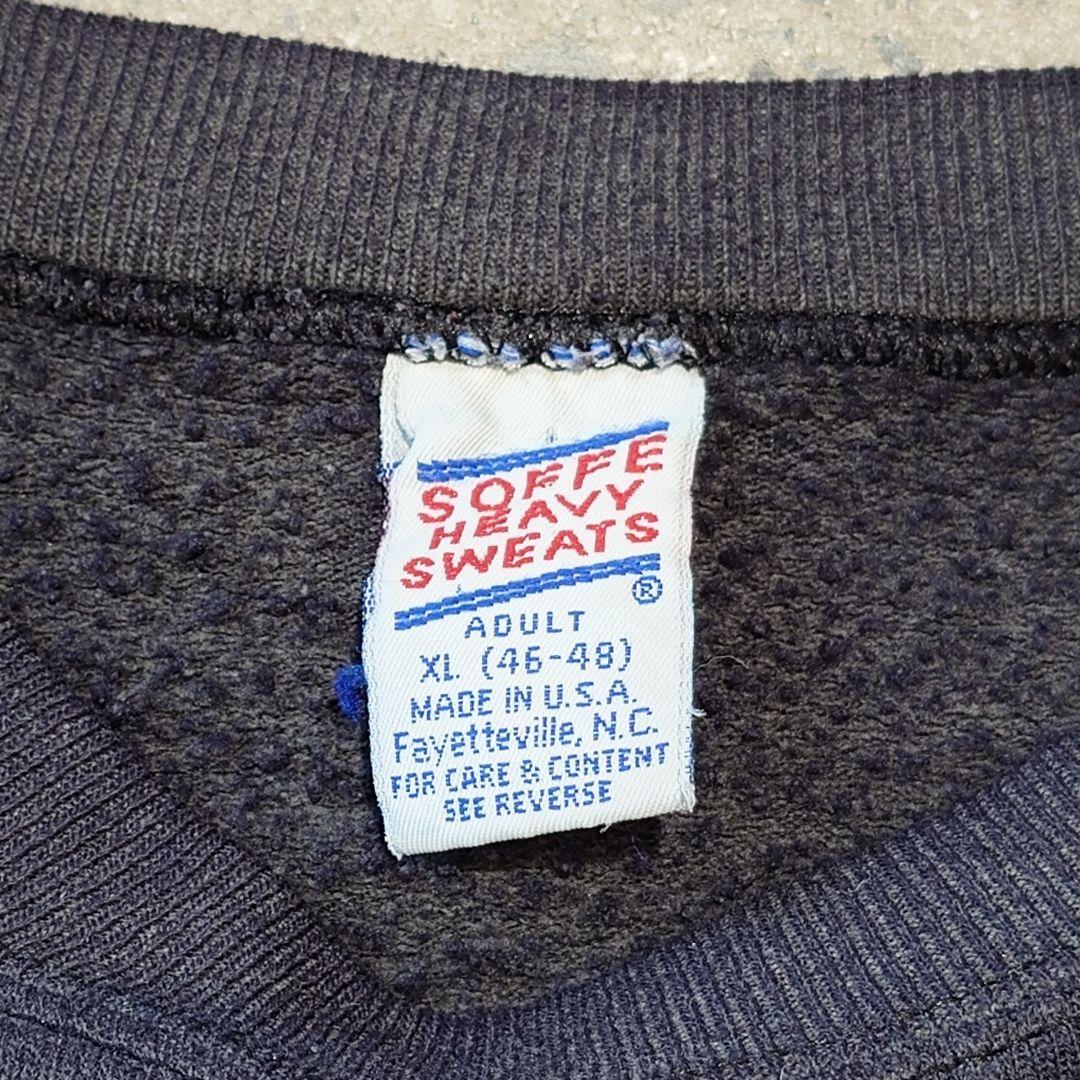 SOFFE
HEAVY
SWEATS
®
ADULT
XL (46-48)
MADE IN U.S.A.
Fayetteville, N.C.
FOR CARE & CONTENT
SEE REVERSE